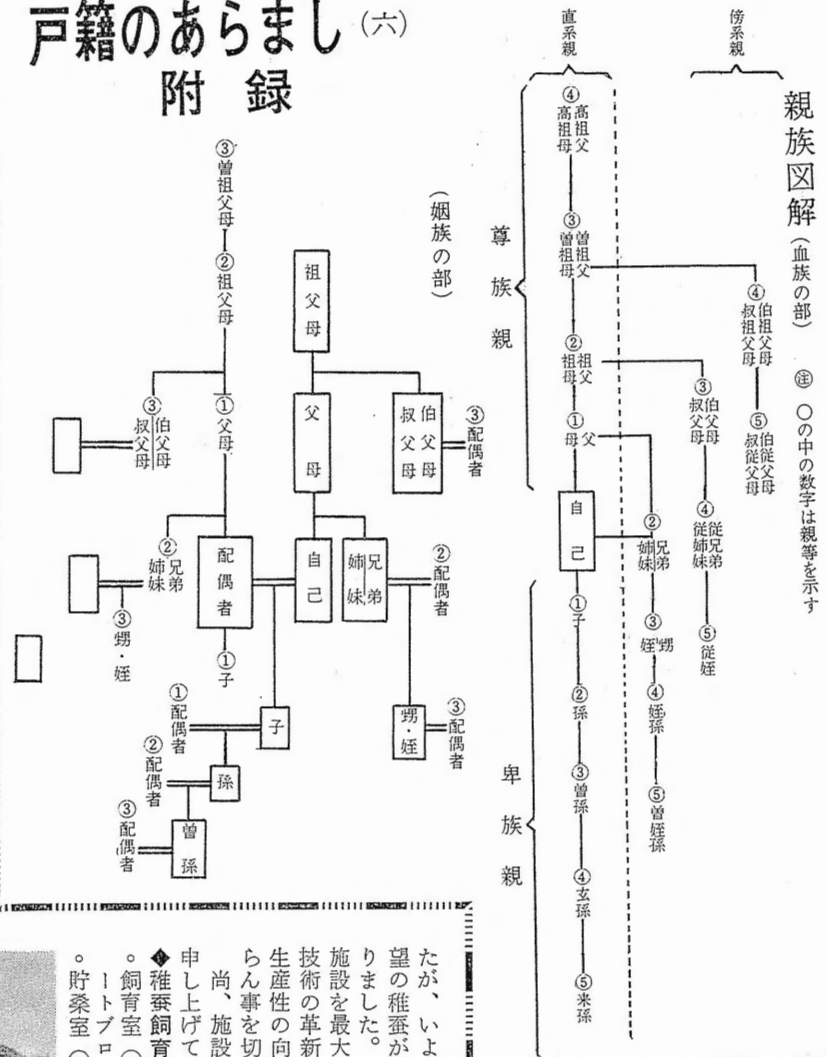 戸籍のあらまし（六）
附録
親族図解（血族の部）
㊟ ○の中の数字は親等を示す
傍系親
直系親
④高祖父
高祖母
③曽祖父
曽祖母
②祖父
祖母
①父
母
自己
①子
②孫
③曽孫
④玄孫
⑤来孫
④伯祖父母
叔祖父母
⑤伯従父母
叔従父母
③伯父母
叔父母
④従兄弟
従姉妹
⑤従姪
②兄弟
姉妹
③甥
姪
④姪孫
⑤曽姪孫
尊族親
卑族親
（姻族の部）
③配偶者
伯父母
叔父母
祖父母
父母
自己
兄弟
姉妹
②配偶者
甥・姪
③配偶者
③曽祖父母
②祖父母
①父母
③伯父母
叔父母
配偶者
②兄弟
姉妹
③甥・姪
①子
子
①配偶者
孫
②配偶者
曽孫
③配偶者
たが、いよ
望の稚蚕が
りました。
施設を最大
技術の革新
生産性の向
らん事を切
尚、施設
申し上げて
◆稚蚕飼育
。飼育室（
ートブロ
。貯桑室（